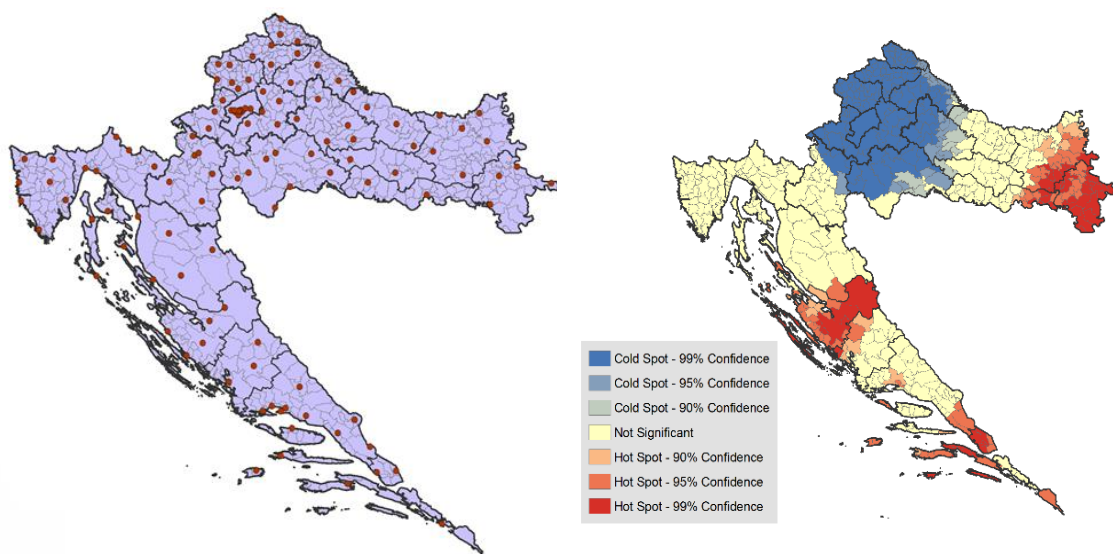 Cold Spot - 99% Confidence
Cold Spot - 95% Confidence
Cold Spot - 90% Confidence
Not Significant
Hot Spot - 90% Confidence
Hot Spot - 95% Confidence
Hot Spot - 99% Confidence